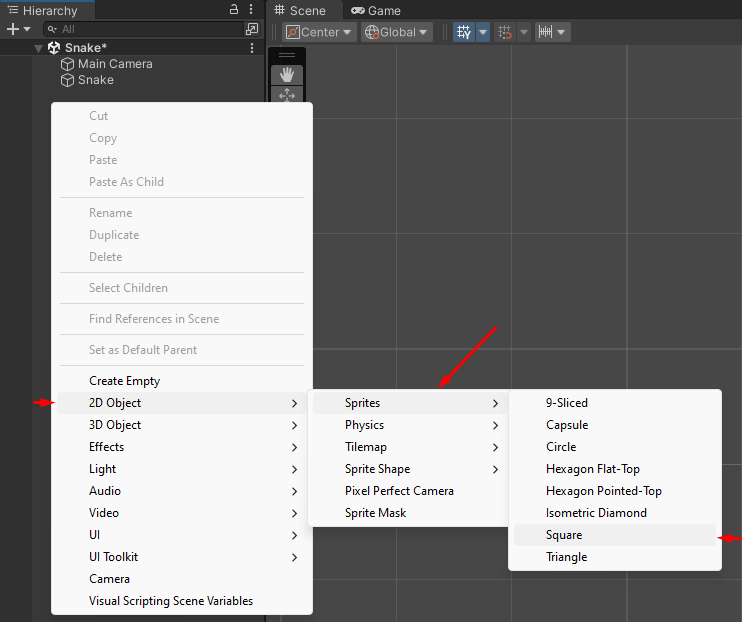 Hierarchy
Scene
Game
All
Center
Global
Snake*
Main Camera
Snake
Cut
Copy
Paste
Paste As Child
Rename
Duplicate
Delete
Select Children
Find References in Scene
Set as Default Parent
Create Empty
2D Object
3D Object
Effects
Light
Audio
Video
UI
UI Toolkit
Camera
Visual Scripting Scene Variables
Sprites
Physics
Tilemap
Sprite Shape
Pixel Perfect Camera
Sprite Mask
9-Sliced
Capsule
Circle
Hexagon Flat-Top
Hexagon Pointed-Top
Isometric Diamond
Square
Triangle